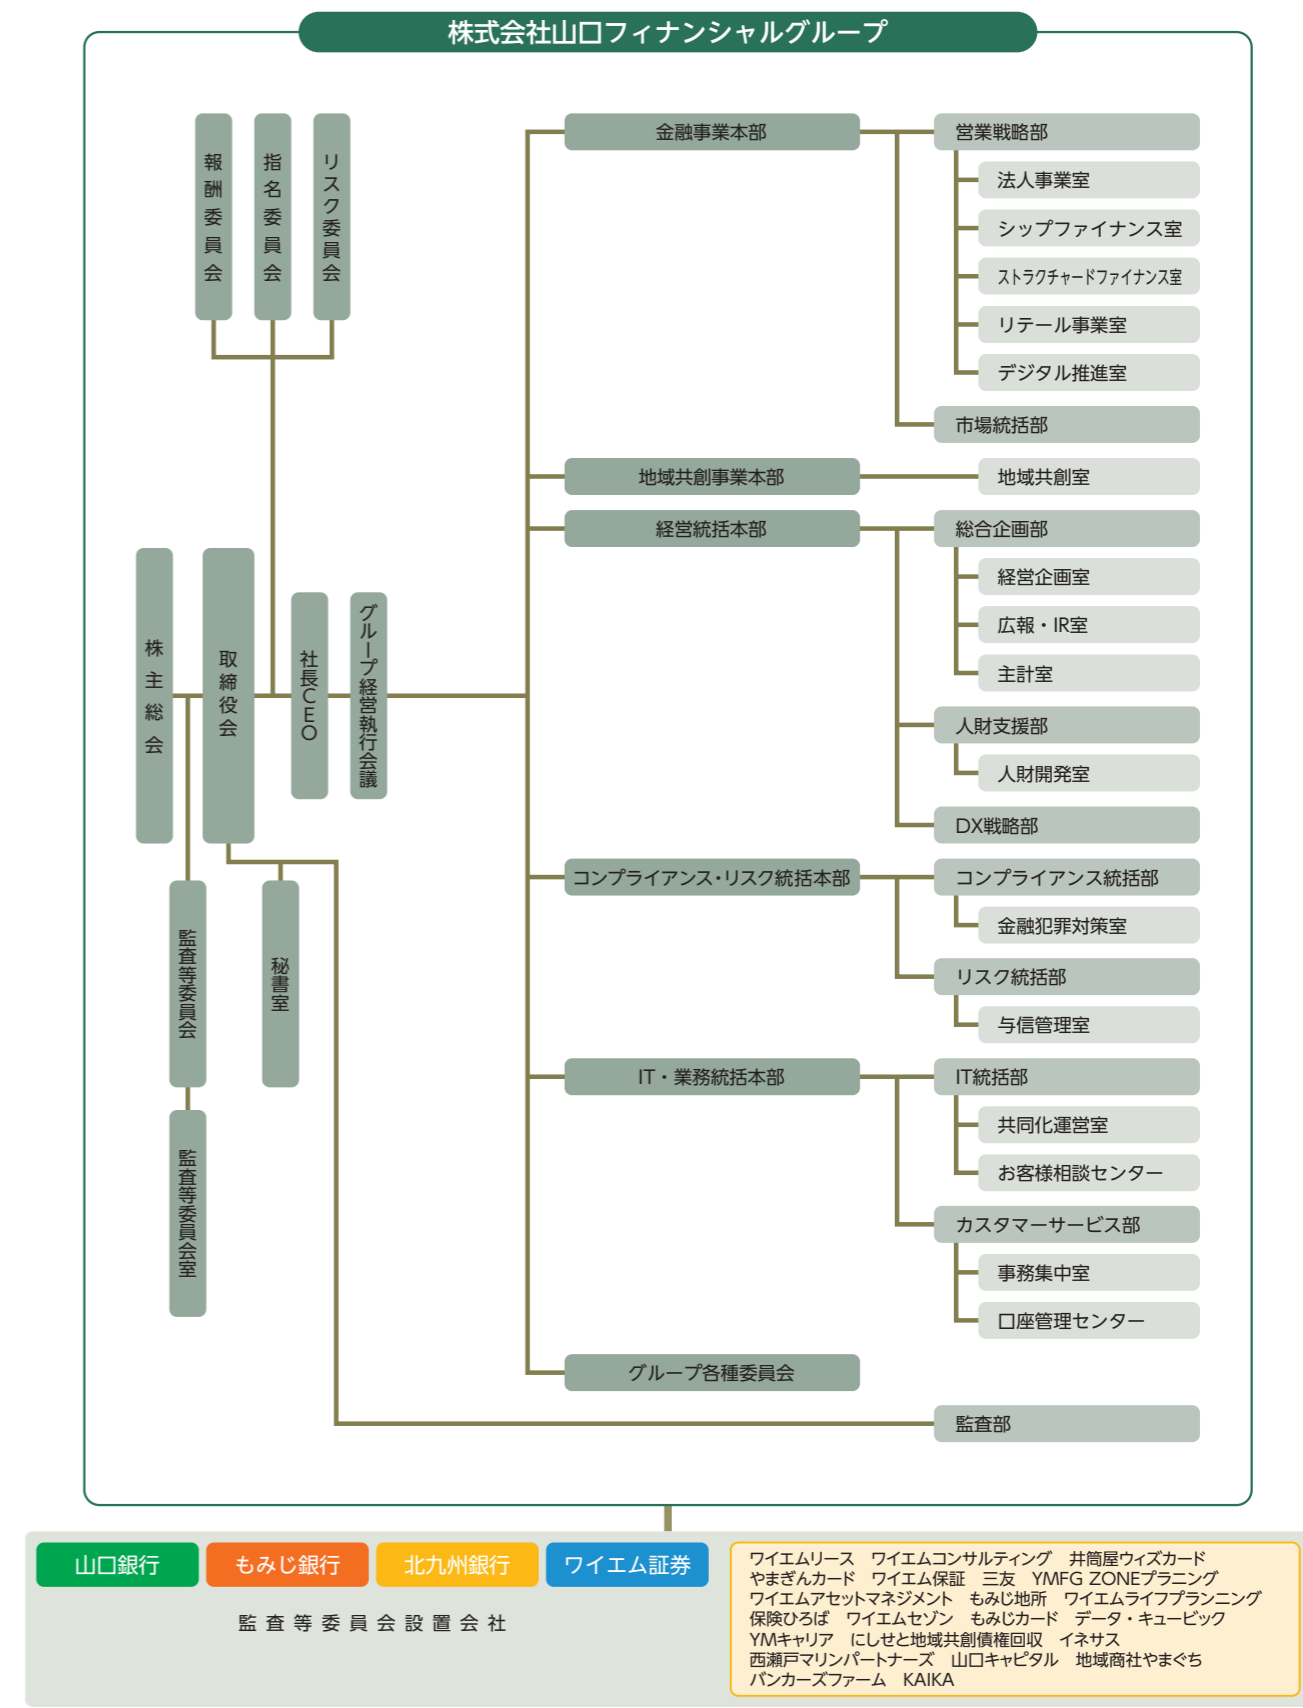 株式会社山口フィナンシャルグループ
報酬委員会
指名委員会
リスク委員会
株主総会
取締役会
社長CEO
グループ経営執行会議
監査等委員会
監査等委員会室
秘書室
金融事業本部
営業戦略部
法人事業室
シップファイナンス室
ストラクチャードファイナンス室
リテール事業室
デジタル推進室
市場統括部
地域共創事業本部
地域共創室
経営統括本部
総合企画部
経営企画室
広報・IR室
主計室
人財支援部
人財開発室
DX戦略部
コンプライアンス・リスク統括本部
コンプライアンス統括部
金融犯罪対策室
リスク統括部
与信管理室
IT・業務統括本部
IT統括部
共同化運営室
お客様相談センター
カスタマーサービス部
事務集中室
口座管理センター
グループ各種委員会
監査部
山口銀行
もみじ銀行
北九州銀行
ワイエム証券
監査等委員会設置会社
ワイエムリース　ワイエムコンサルティング　井筒屋ウィズカード
やまぎんカード　ワイエム保証　三友　YMFG ZONEプラニング
ワイエムアセットマネジメント　もみじ地所　ワイエムライフプランニング
保険ひろば　ワイエムセゾン　もみじカード　データ・キュービック
YMキャリア　にしせと地域共創債権回収　イネサス
西瀬戸マリンパートナーズ　山口キャピタル　地域商社やまぐち
バンカーズファーム　KAIKA